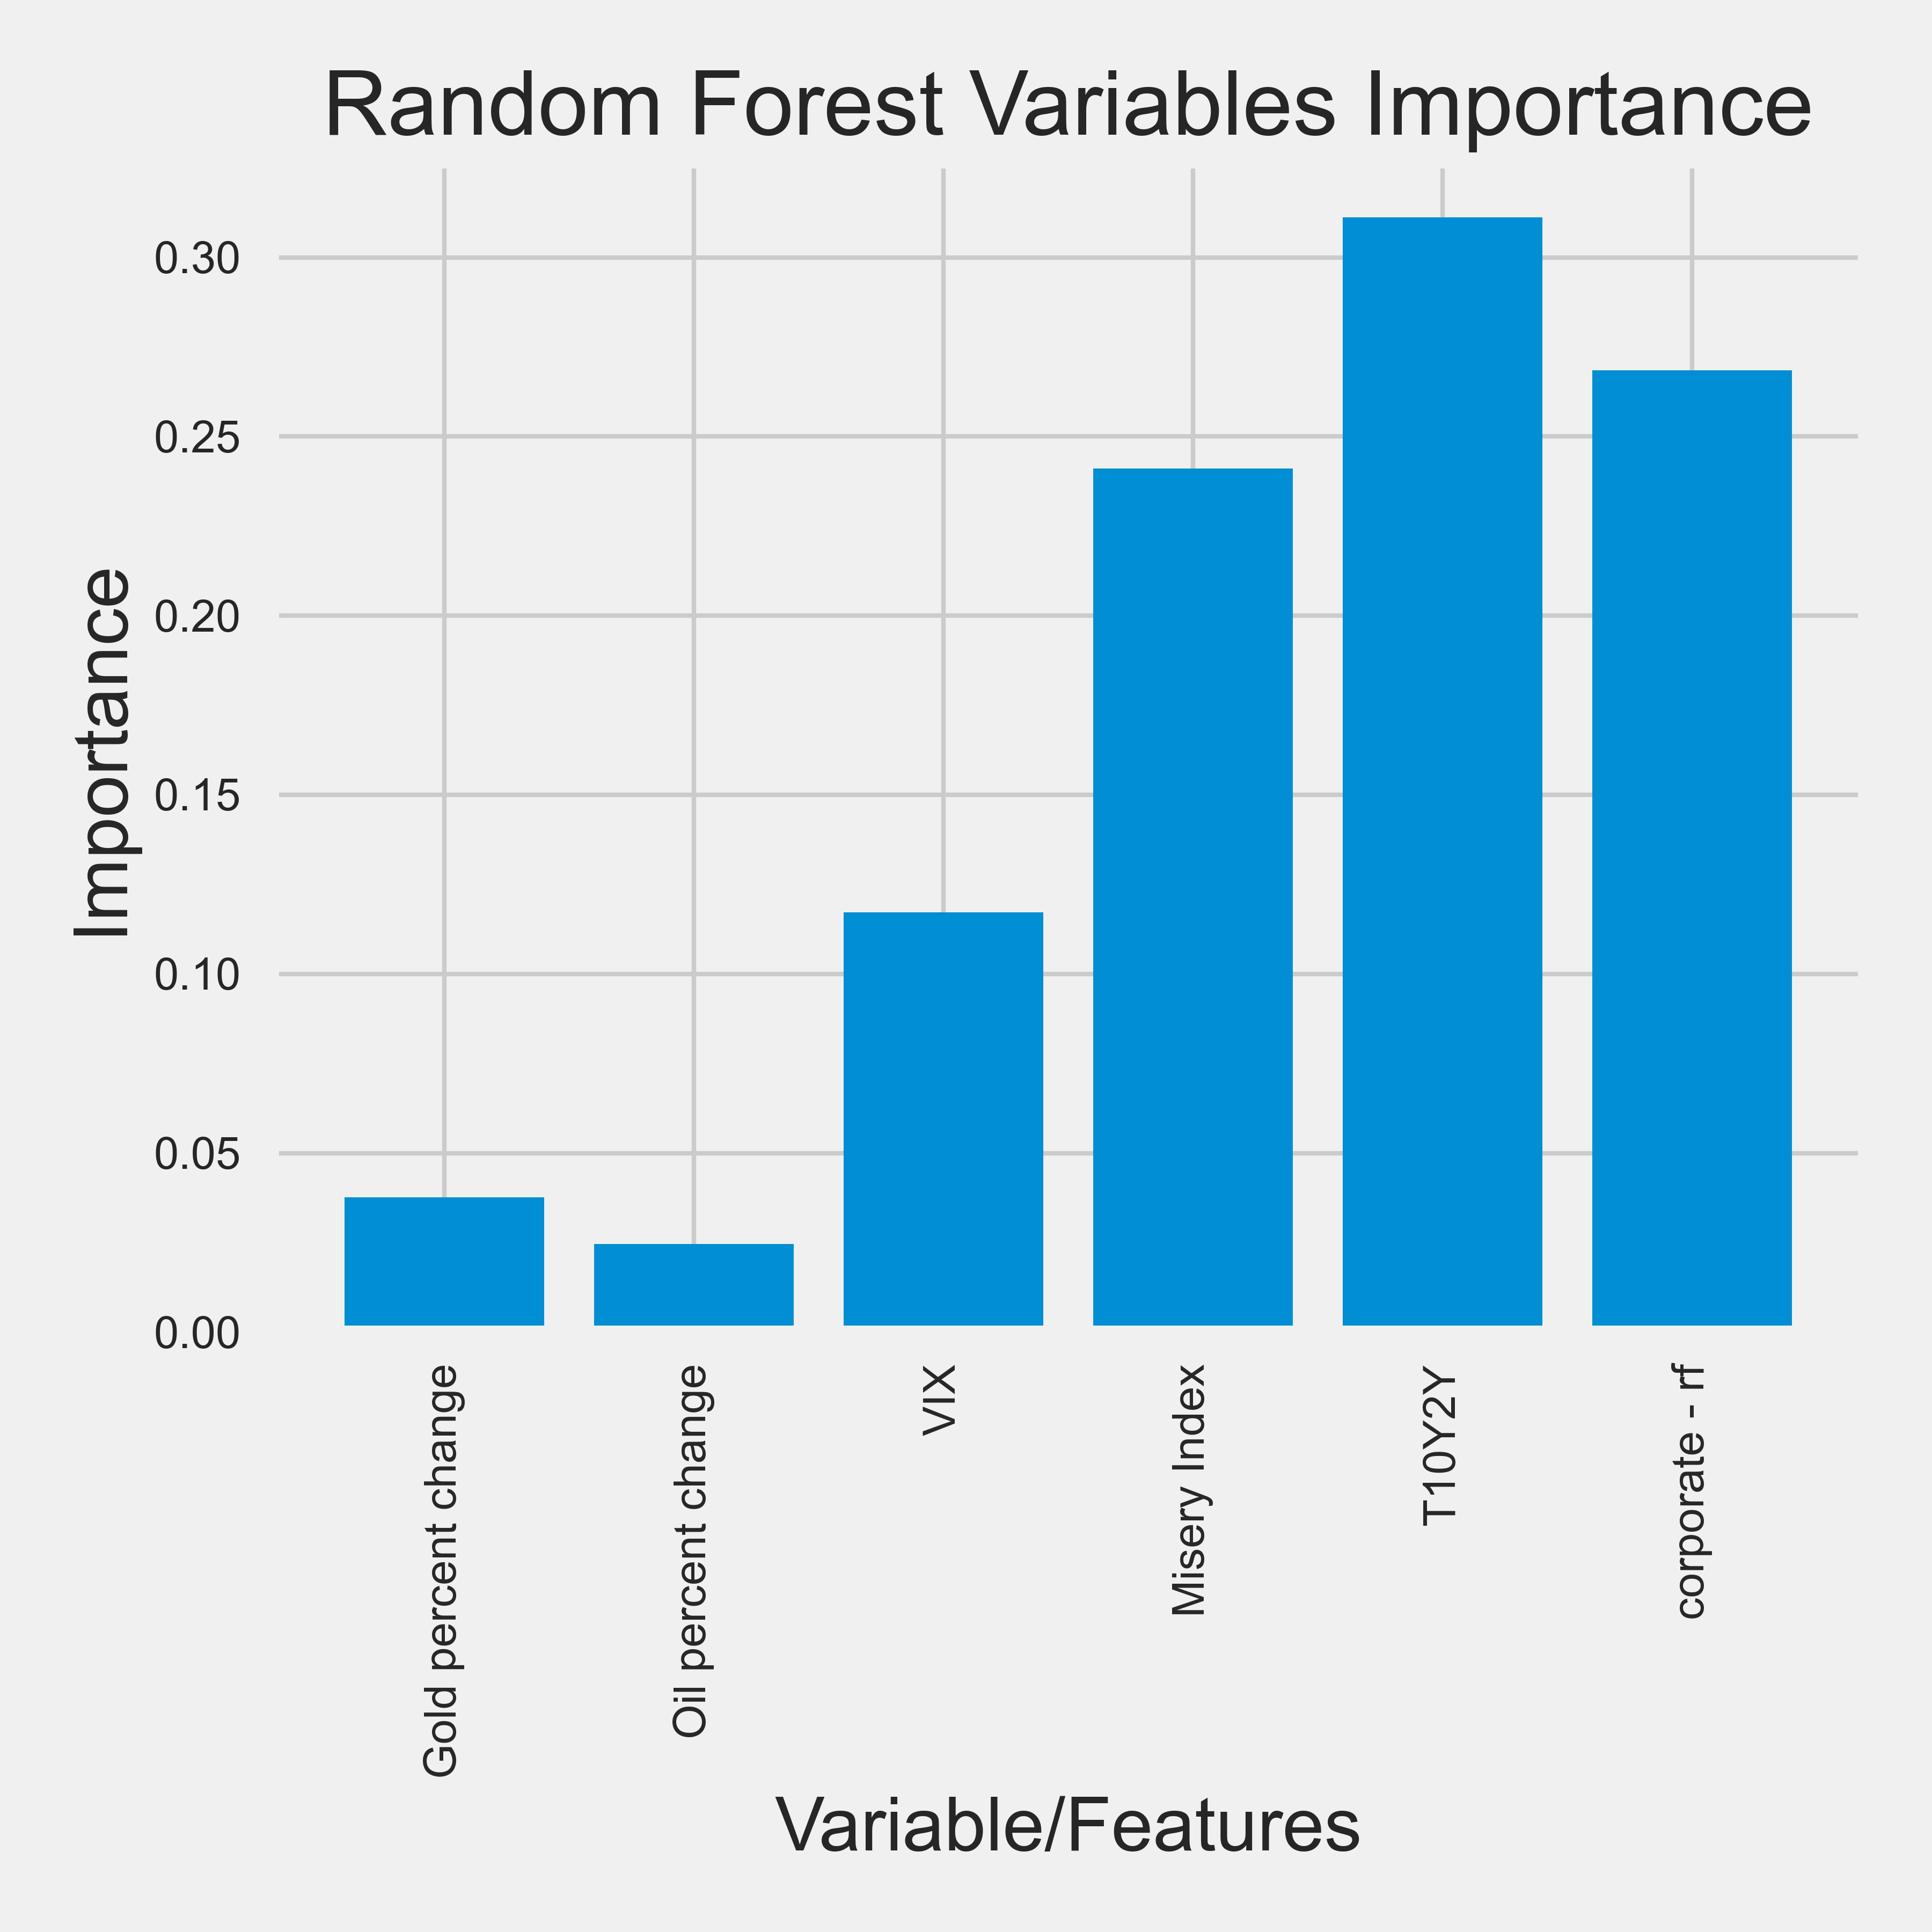 Random Forest Variables Importance
Importance
0.30
0.25
0.20
0.15
0.10
0.05
0.00
Gold percent change
Oil percent change
VIX
Misery Index
T10Y2Y
corporate - rf
Variable/Features